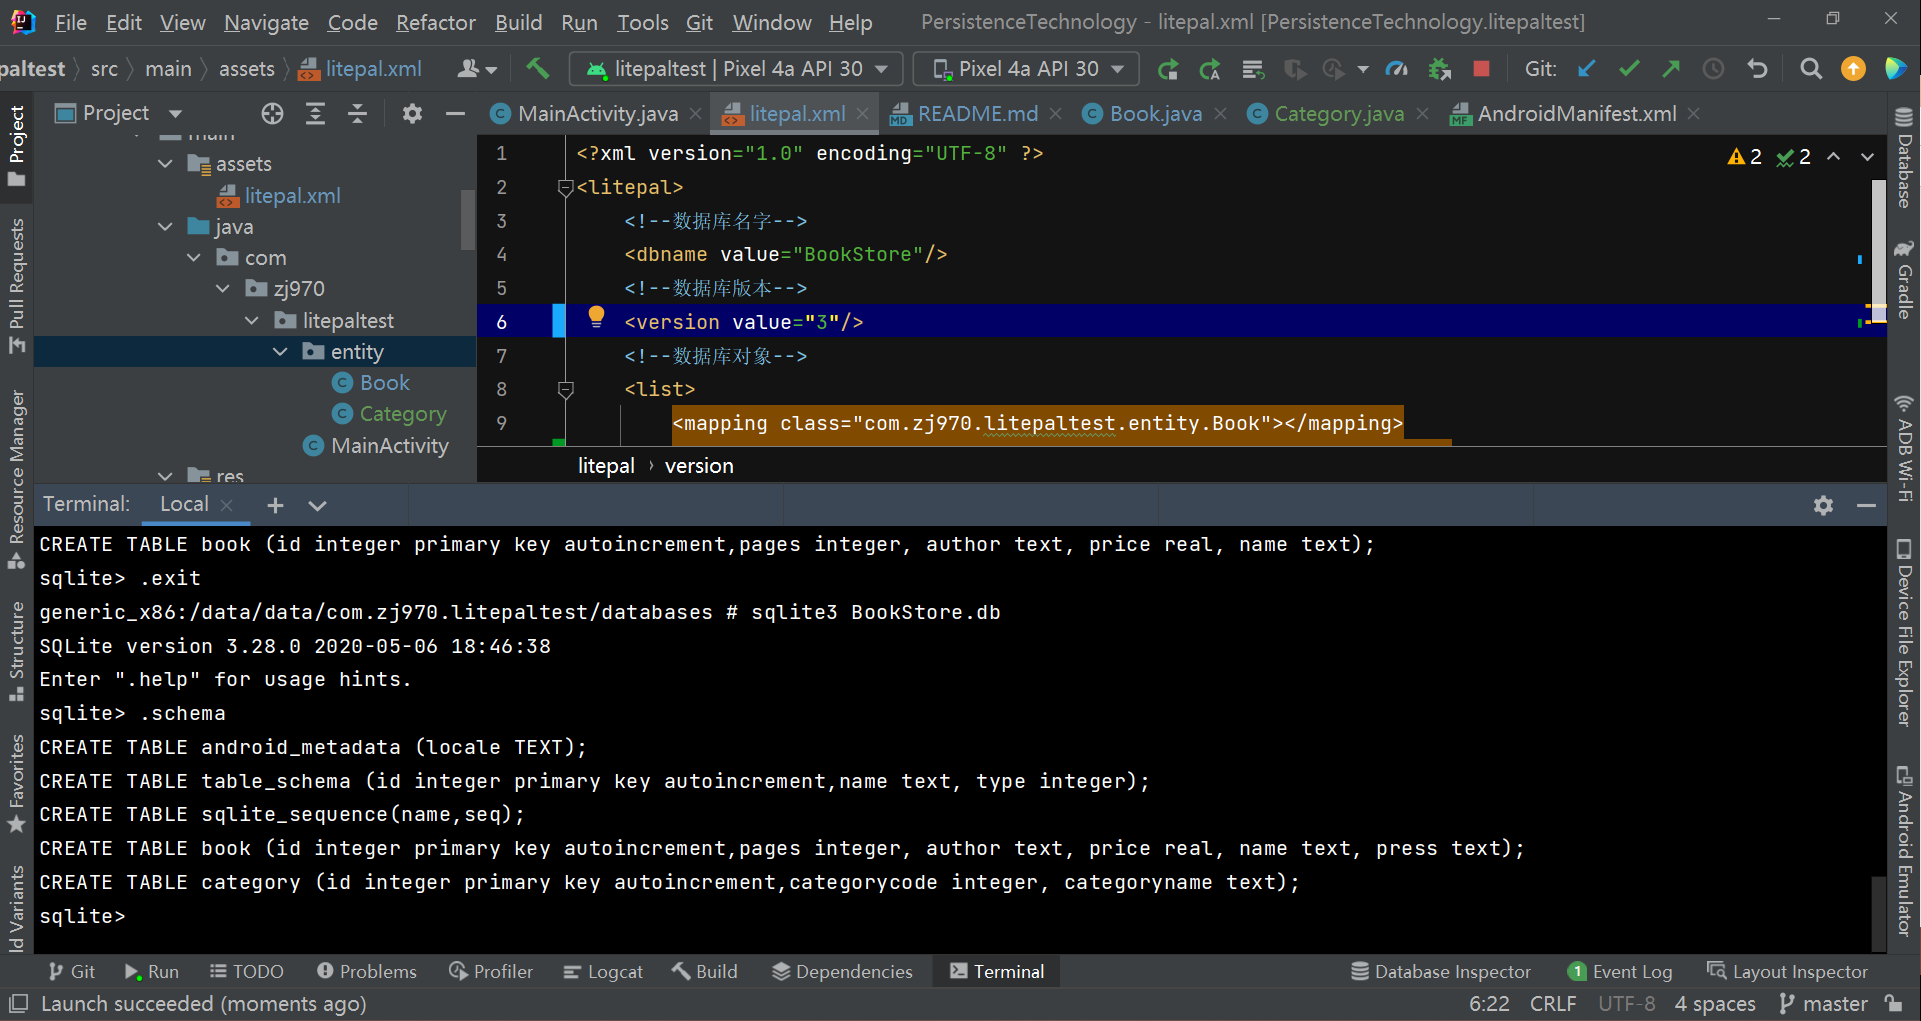 File Edit View Navigate Code Refactor Build Run Tools Git Window Help PersistenceTechnology - litepal.xml [PersistenceTechnology.litepaltest]
paltest src main assets litepal.xml litepaltest | Pixel 4a API 30 Pixel 4a API 30 Git:
Project
MainActivity.java litepal.xml README.md Book.java Category.java AndroidManifest.xml
main
assets
litepal.xml
java
com
zj970
litepaltest
entity
Book
Category
MainActivity
res
1 <?xml version="1.0" encoding="UTF-8" ?>
2 <litepal>
3 <!--数据库名字-->
4 <dbname value="BookStore"/>
5 <!--数据库版本-->
6 <version value="3"/>
7 <!--数据库对象-->
8 <list>
9 <mapping class="com.zj970.litepaltest.entity.Book"></mapping>
2 2
litepal › version
Terminal: Local
CREATE TABLE book (id integer primary key autoincrement,pages integer, author text, price real, name text);
sqlite> .exit
generic_x86:/data/data/com.zj970.litepaltest/databases # sqlite3 BookStore.db
SQLite version 3.28.0 2020-05-06 18:46:38
Enter ".help" for usage hints.
sqlite> .schema
CREATE TABLE android_metadata (locale TEXT);
CREATE TABLE table_schema (id integer primary key autoincrement,name text, type integer);
CREATE TABLE sqlite_sequence(name,seq);
CREATE TABLE book (id integer primary key autoincrement,pages integer, author text, price real, name text, press text);
CREATE TABLE category (id integer primary key autoincrement,categorycode integer, categoryname text);
sqlite>
Project
Pull Requests
Resource Manager
Structure
Favorites
ld Variants
Database
Gradle
ADB Wi-Fi
Device File Explorer
Android Emulator
Git Run TODO Problems Profiler Logcat Build Dependencies Terminal Database Inspector 1 Event Log Layout Inspector
Launch succeeded (moments ago) 6:22 CRLF UTF-8 4 spaces master